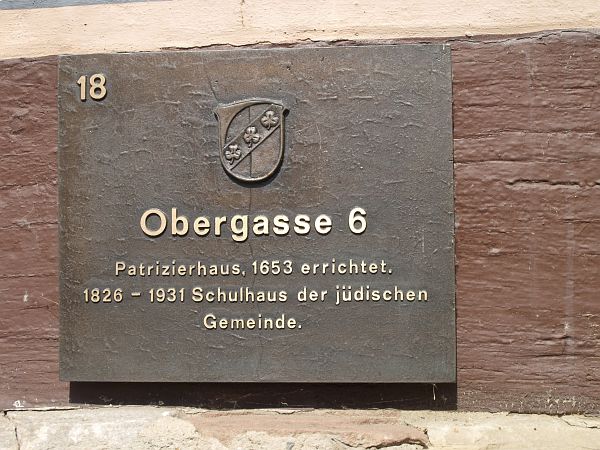 18
Obergasse 6
Patrizierhaus, 1653 errichtet.
1826 - 1931 Schulhaus der jüdischen
Gemeinde.